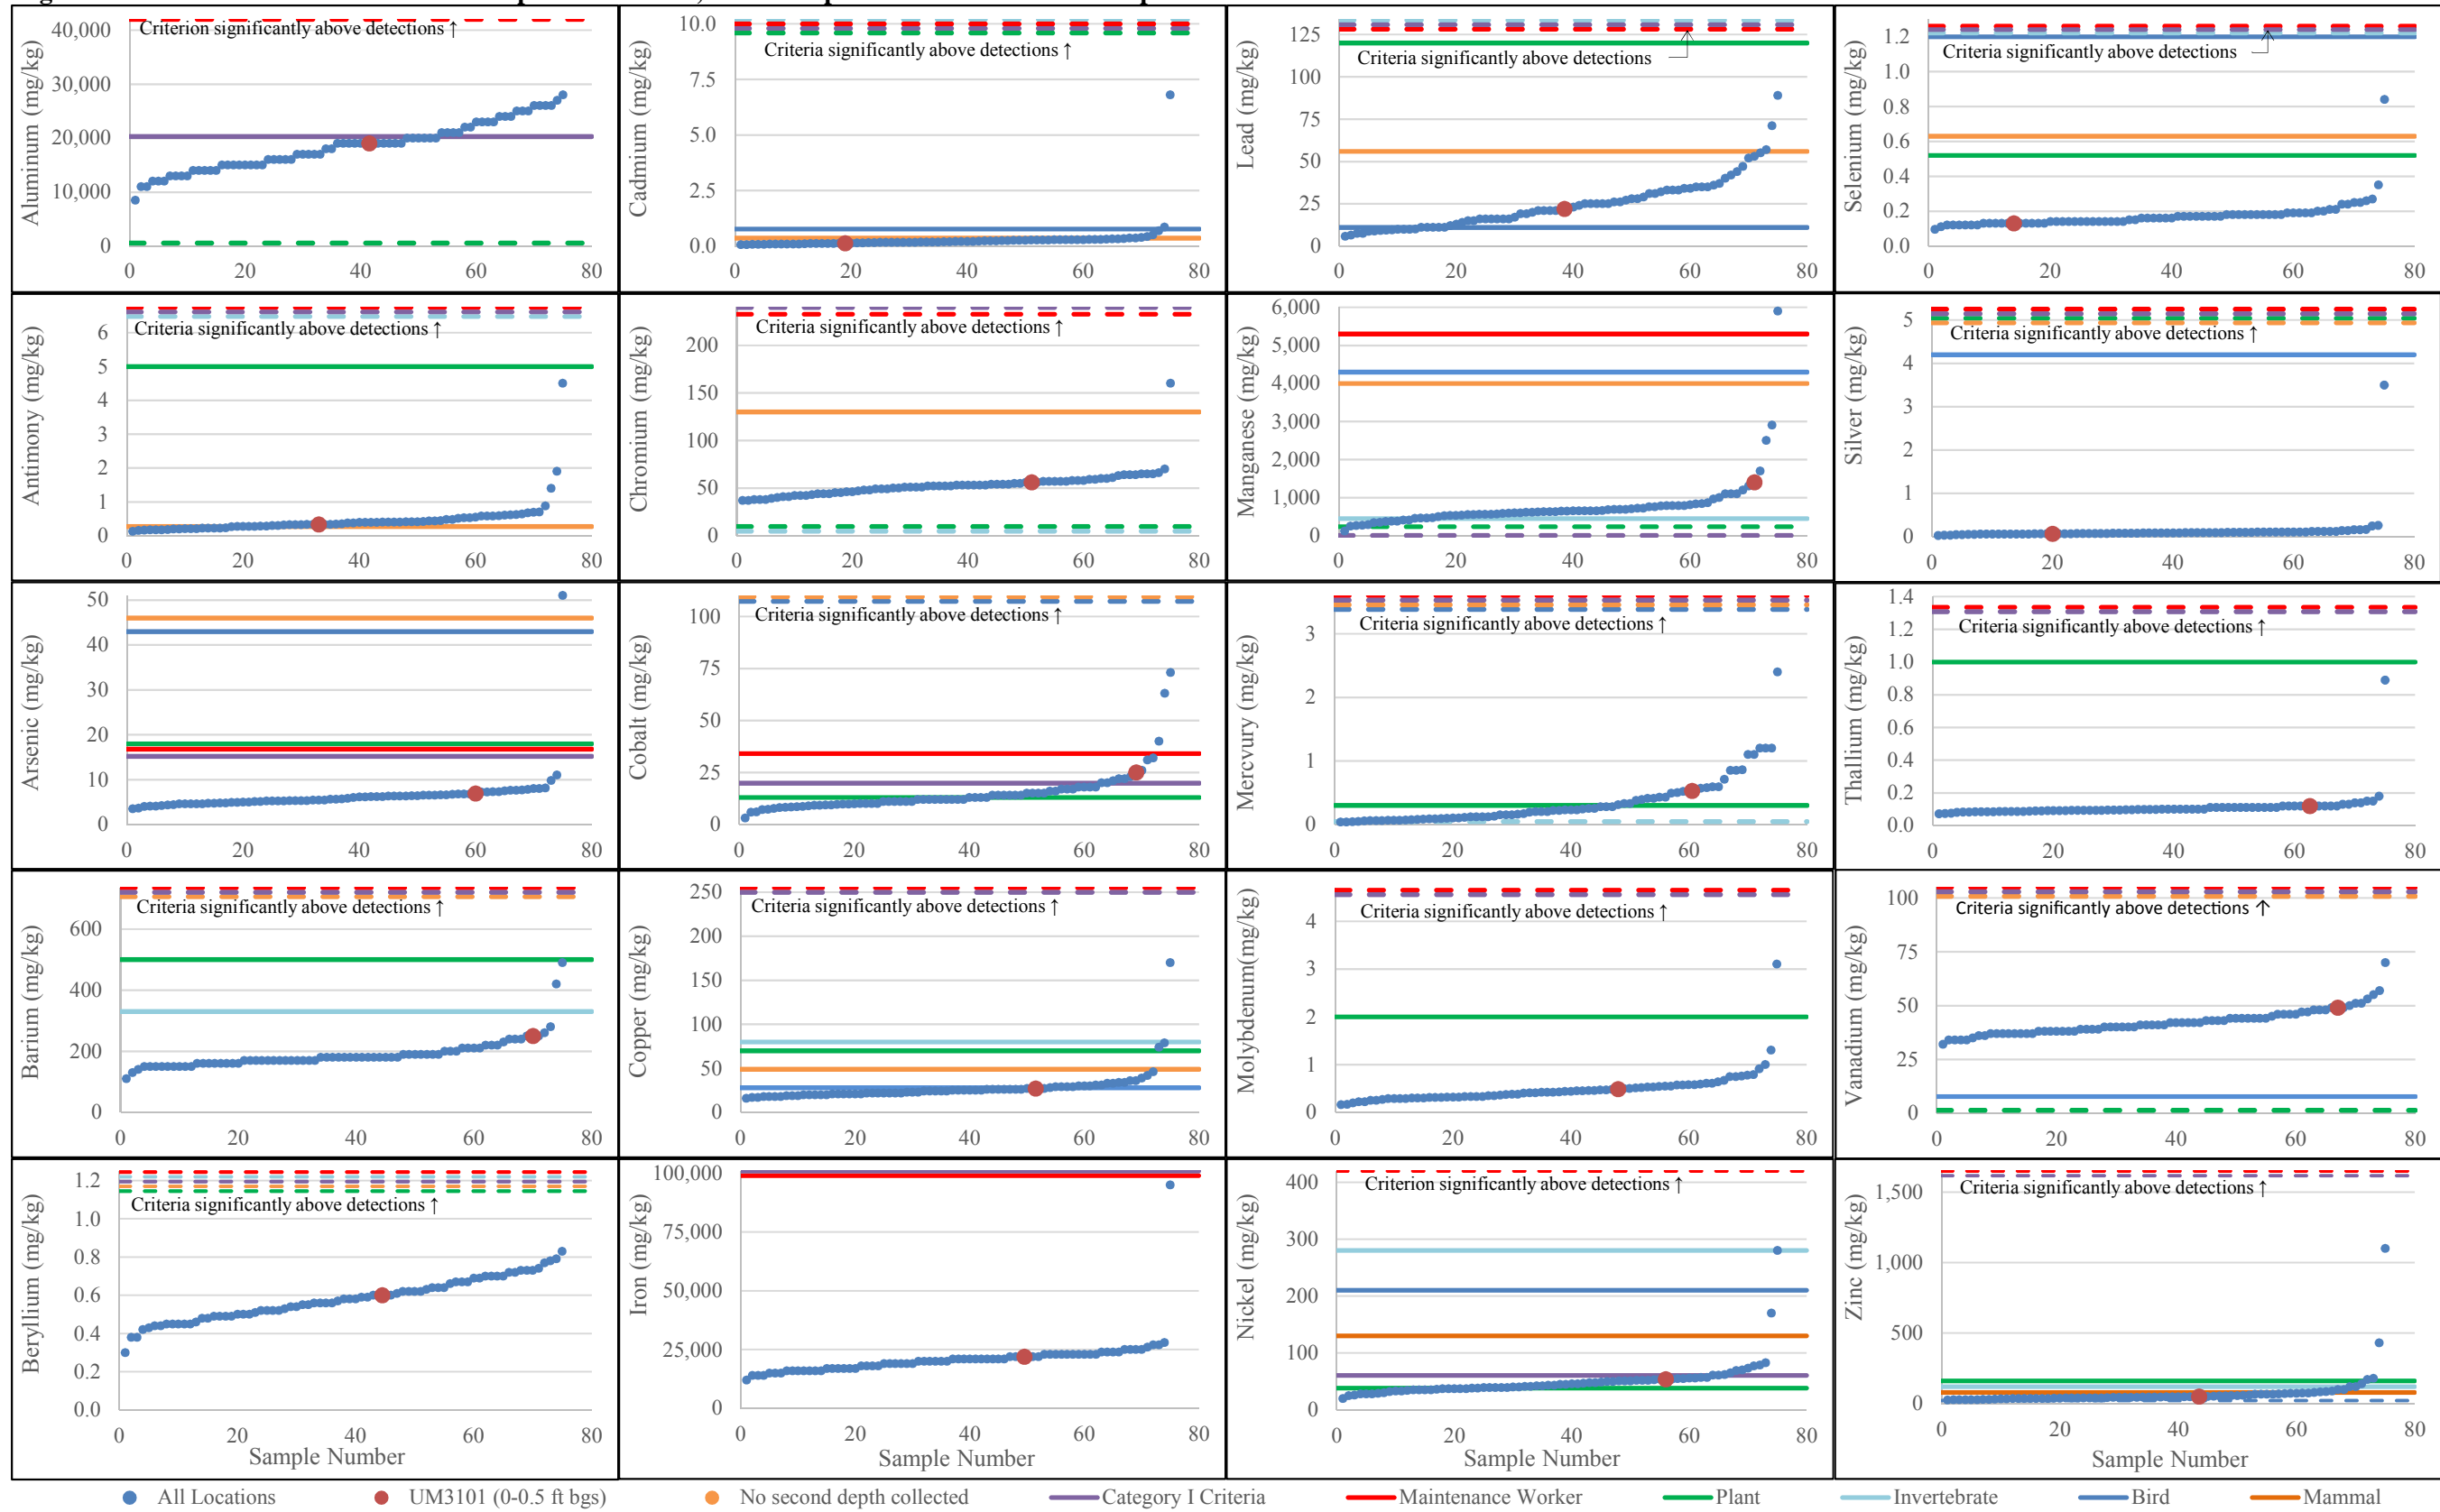 Aluminum (mg/kg)
Criterion significantly above detections ↑
40,000
30,000
20,000
10,000
0
0 20 40 60 80
Cadmium (mg/kg)
Criteria significantly above detections ↑
10.0
7.5
5.0
2.5
0.0
0 20 40 60 80
Lead (mg/kg)
Criteria significantly above detections
125
100
75
50
25
0
0 20 40 60 80
Selenium (mg/kg)
Criteria significantly above detections
1.2
1.0
0.8
0.6
0.4
0.2
0.0
0 20 40 60 80
Antimony (mg/kg)
Criteria significantly above detections ↑
6
5
4
3
2
1
0
0 20 40 60 80
Chromium (mg/kg)
Criteria significantly above detections ↑
200
150
100
50
0
0 20 40 60 80
Manganese (mg/kg)
6,000
5,000
4,000
3,000
2,000
1,000
0
0 20 40 60 80
Silver (mg/kg)
Criteria significantly above detections ↑
5
4
3
2
1
0
0 20 40 60 80
Arsenic (mg/kg)
50
40
30
20
10
0
0 20 40 60 80
Cobalt (mg/kg)
Criteria significantly above detections ↑
100
75
50
25
0
0 20 40 60 80
Mercvury (mg/kg)
Criteria significantly above detections ↑
3
2
1
0
0 20 40 60 80
Thallium (mg/kg)
Criteria significantly above detections ↑
1.4
1.2
1.0
0.8
0.6
0.4
0.2
0.0
0 20 40 60 80
Barium (mg/kg)
Criteria significantly above detections ↑
600
400
200
0
0 20 40 60 80
Copper (mg/kg)
Criteria significantly above detections ↑
250
200
150
100
50
0
0 20 40 60 80
Molybdenum(mg/kg)
Criteria significantly above detections ↑
4
3
2
1
0
0 20 40 60 80
Vanadium (mg/kg)
Criteria significantly above detections ↑
100
75
50
25
0
0 20 40 60 80
Beryllium (mg/kg)
Criteria significantly above detections ↑
1.2
1.0
0.8
0.6
0.4
0.2
0.0
0 20 40 60 80
Sample Number
Iron (mg/kg)
100,000
75,000
50,000
25,000
0
0 20 40 60 80
Sample Number
Nickel (mg/kg)
Criterion significantly above detections ↑
400
300
200
100
0
0 20 40 60 80
Sample Number
Zinc (mg/kg)
Criteria significantly above detections ↑
1,500
1,000
500
0
0 20 40 60 80
Sample Number
All Locations UM3101 (0-0.5 ft bgs) No second depth collected Category I Criteria Maintenance Worker Plant Invertebrate Bird Mammal